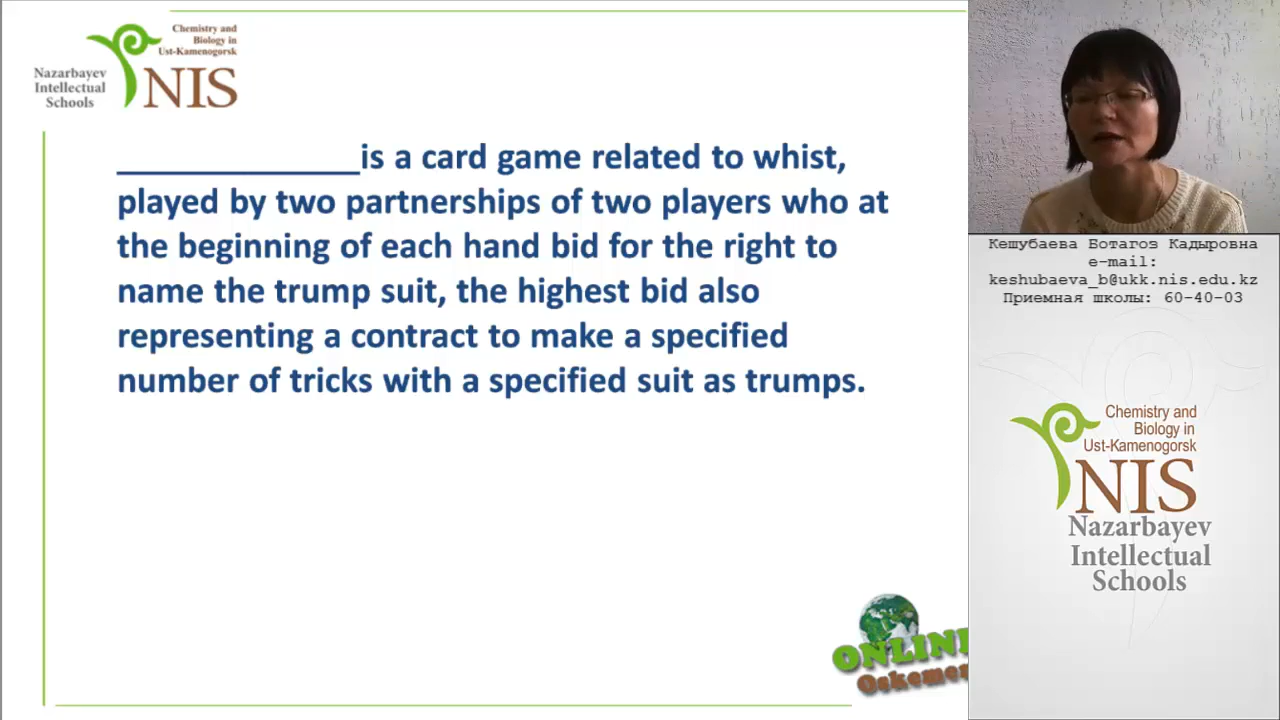 Chemistry and
Biology in
Ust-Kamenogorsk
Nazarbayev
Intellectual
Schools
NIS
____________is a card game related to whist,
played by two partnerships of two players who at
the beginning of each hand bid for the right to
name the trump suit, the highest bid also
representing a contract to make a specified
number of tricks with a specified suit as trumps.
ONLINE
Oskemen
Кешубаева Ботагоз Кадыровна
e-mail:
keshubaeva_b@ukk.nis.edu.kz
Приемная школы: 60-40-03
Chemistry and
Biology in
Ust-Kamenogorsk
NIS
Nazarbayev
Intellectual
Schools